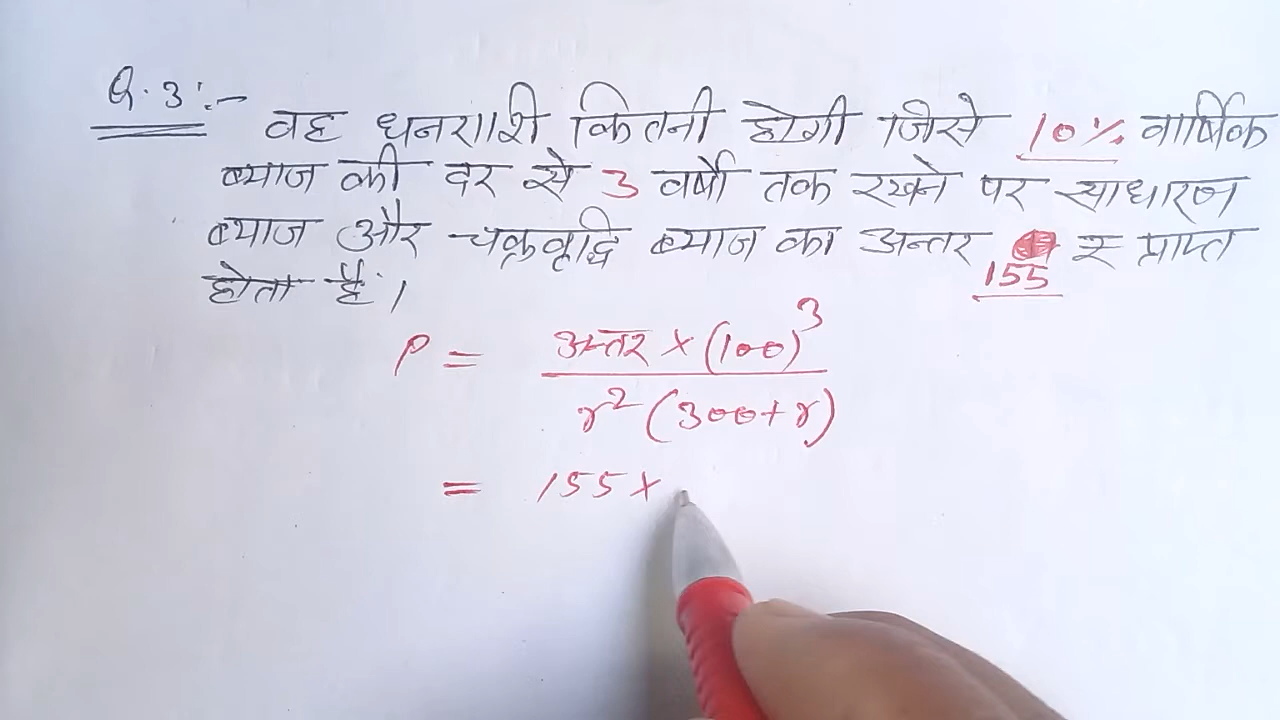 Q.3:- वह धनराशी कितनी होगी जिसे 10% वार्षिक
ब्याज की दर से 3 वर्षो तक रखने पर साधारण
ब्याज और चक्रवृद्धि ब्याज का अन्तर 155 रु प्राप्त
होता है।
P = अन्तर × (100)³
r² (300+r)
= 155 ×